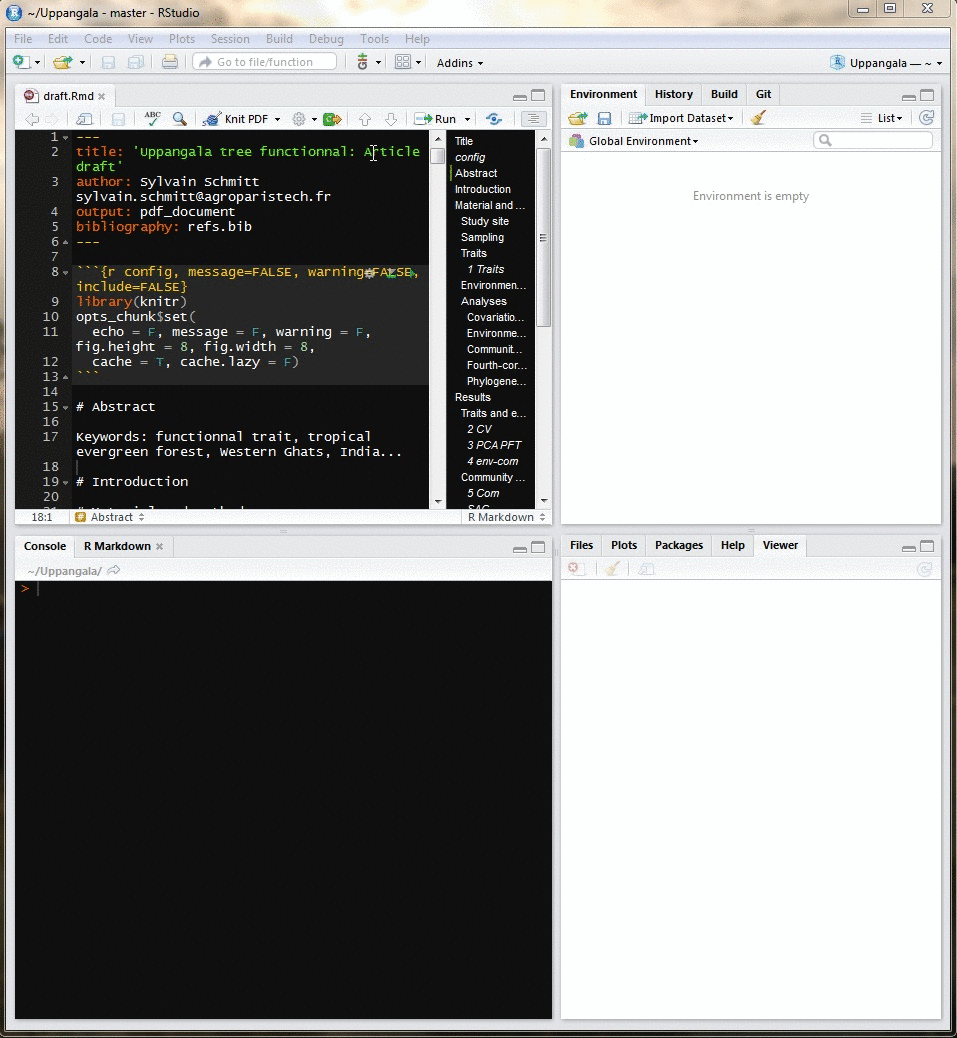 ~/Uppangala - master - RStudio
File Edit Code View Plots Session Build Debug Tools Help
Go to file/function Addins Uppangala — ~
draft.Rmd
ABC Knit PDF Run
1 ---
2 title: 'Uppangala tree functionnal: Article
draft'
3 author: Sylvain Schmitt
sylvain.schmitt@agroparistech.fr
4 output: pdf_document
5 bibliography: refs.bib
6 ---
7
8 ```{r config, message=FALSE, warning=FALSE,
include=FALSE}
9 library(knitr)
10 opts_chunk$set(
11 echo = F, message = F, warning = F,
fig.height = 8, fig.width = 8,
12 cache = T, cache.lazy = F)
13 ```
14
15 # Abstract
16
17 Keywords: functionnal trait, tropical
evergreen forest, Western Ghats, India...
18
19 # Introduction
20
Title
config
Abstract
Introduction
Material and ...
Study site
Sampling
Traits
1 Traits
Environmen...
Analyses
Covariatio...
Environme...
Communit...
Fourth-cor...
Phylogene...
Results
Traits and e...
2 CV
3 PCA PFT
4 env-com
Community ...
5 Com
18:1 # Abstract R Markdown
Environment History Build Git
Import Dataset List
Global Environment
Environment is empty
Console R Markdown
~/Uppangala/
>
Files Plots Packages Help Viewer